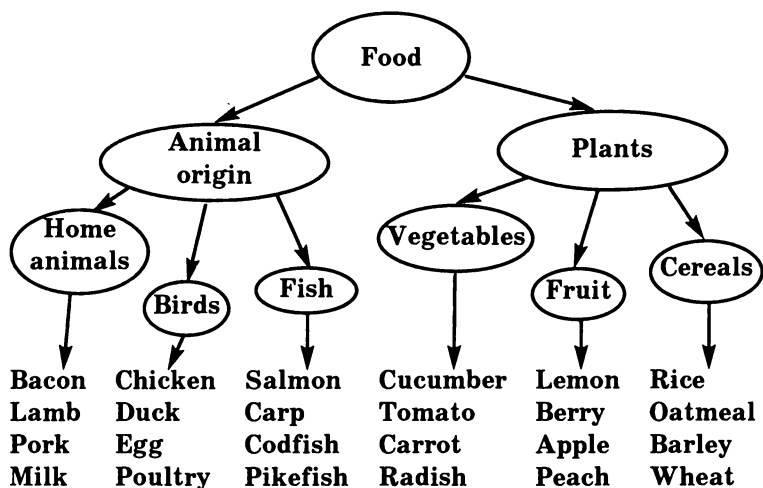 Food
Animal
origin
Plants
Home
animals
Birds
Fish
Vegetables
Fruit
Cereals
Bacon Chicken Salmon Cucumber Lemon Rice
Lamb Duck Carp Tomato Berry Oatmeal
Pork Egg Codfish Carrot Apple Barley
Milk Poultry Pikefish Radish Peach Wheat